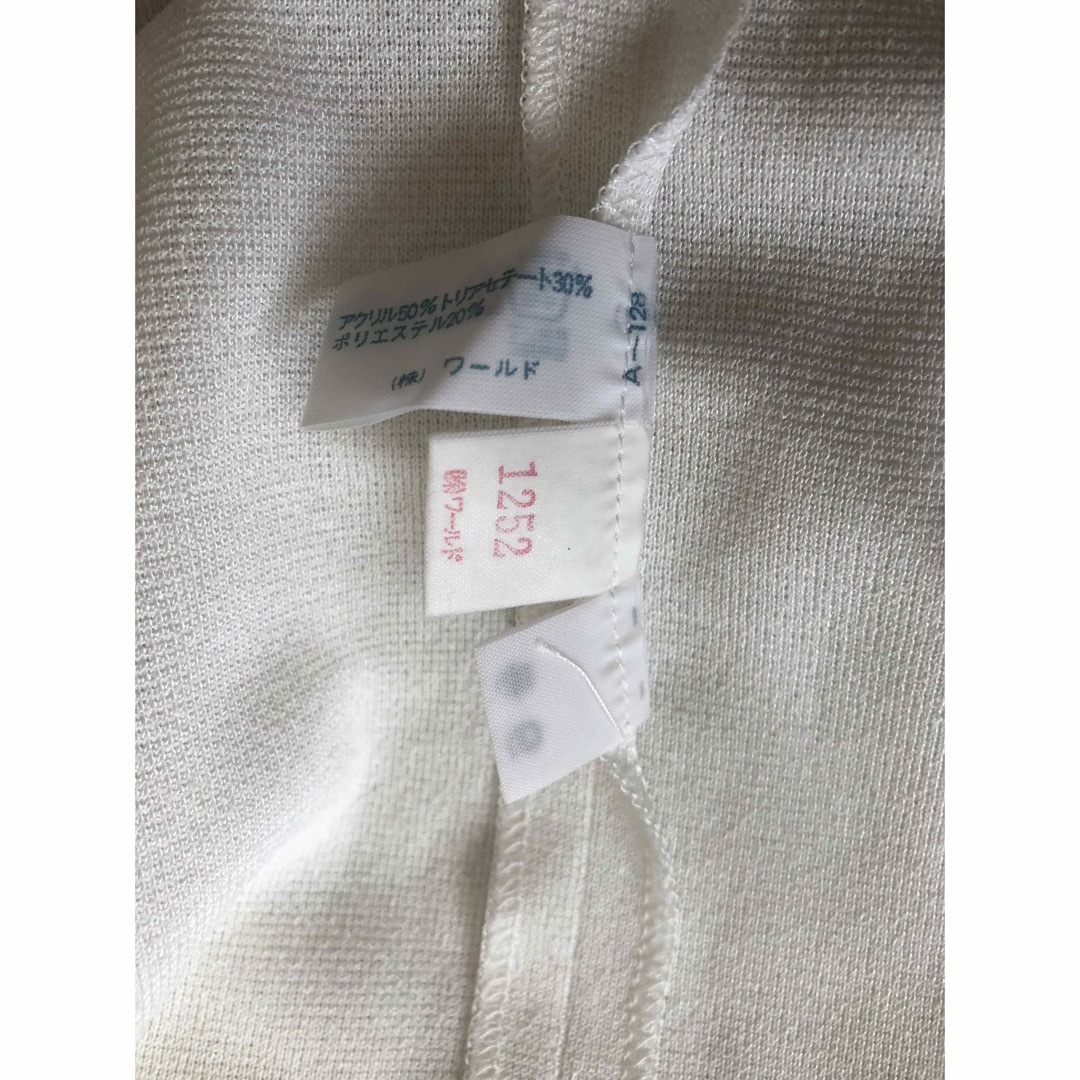 アクリル50% トリアセテート30%
ポリエステル20%
(株) ワールド
A-128
1252
㈱ワールド